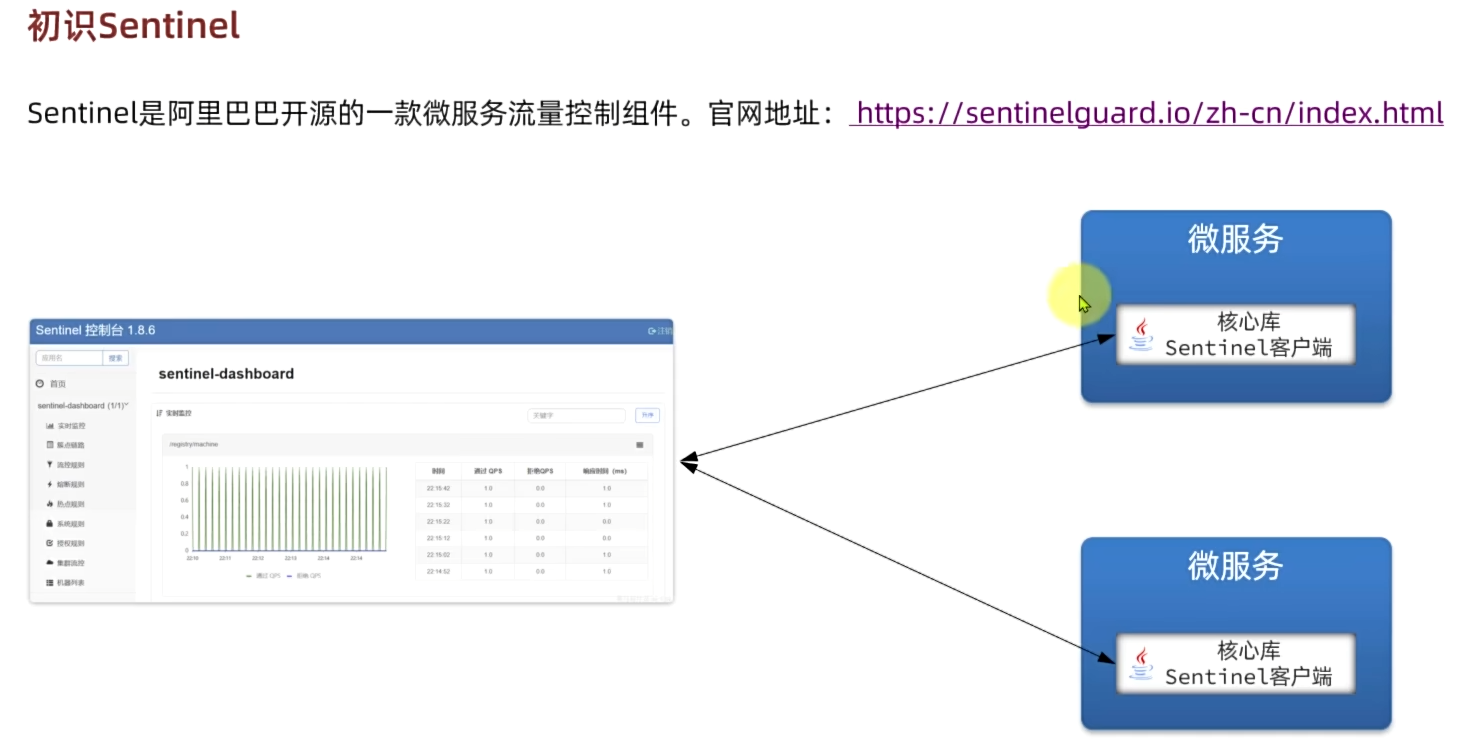 初识Sentinel
Sentinel是阿里巴巴开源的一款微服务流量控制组件。官网地址： https://sentinelguard.io/zh-cn/index.html
微服务
核心库
Sentinel客户端
Sentinel 控制台 1.8.6
注销
应用名 搜索
首页
sentinel-dashboard (1/1)
实时监控
簇点链路
流控规则
熔断规则
热点规则
系统规则
授权规则
集群流控
机器列表
sentinel-dashboard
实时监控
关键字
/registry/machine
1
0.8
0.6
0.4
0.2
0
22:10 22:11 22:12 22:13 22:14 22:14
通过 QPS 拒绝 QPS
时间 通过 QPS 拒绝QPS 响应时间 (ms)
22:15:42 1.0 0.0 1.0
22:15:32 1.0 0.0 1.0
22:15:22 1.0 0.0 0.0
22:15:12 1.0 0.0 0.0
22:15:02 1.0 0.0 1.0
22:14:52 1.0 0.0 1.0
微服务
核心库
Sentinel客户端